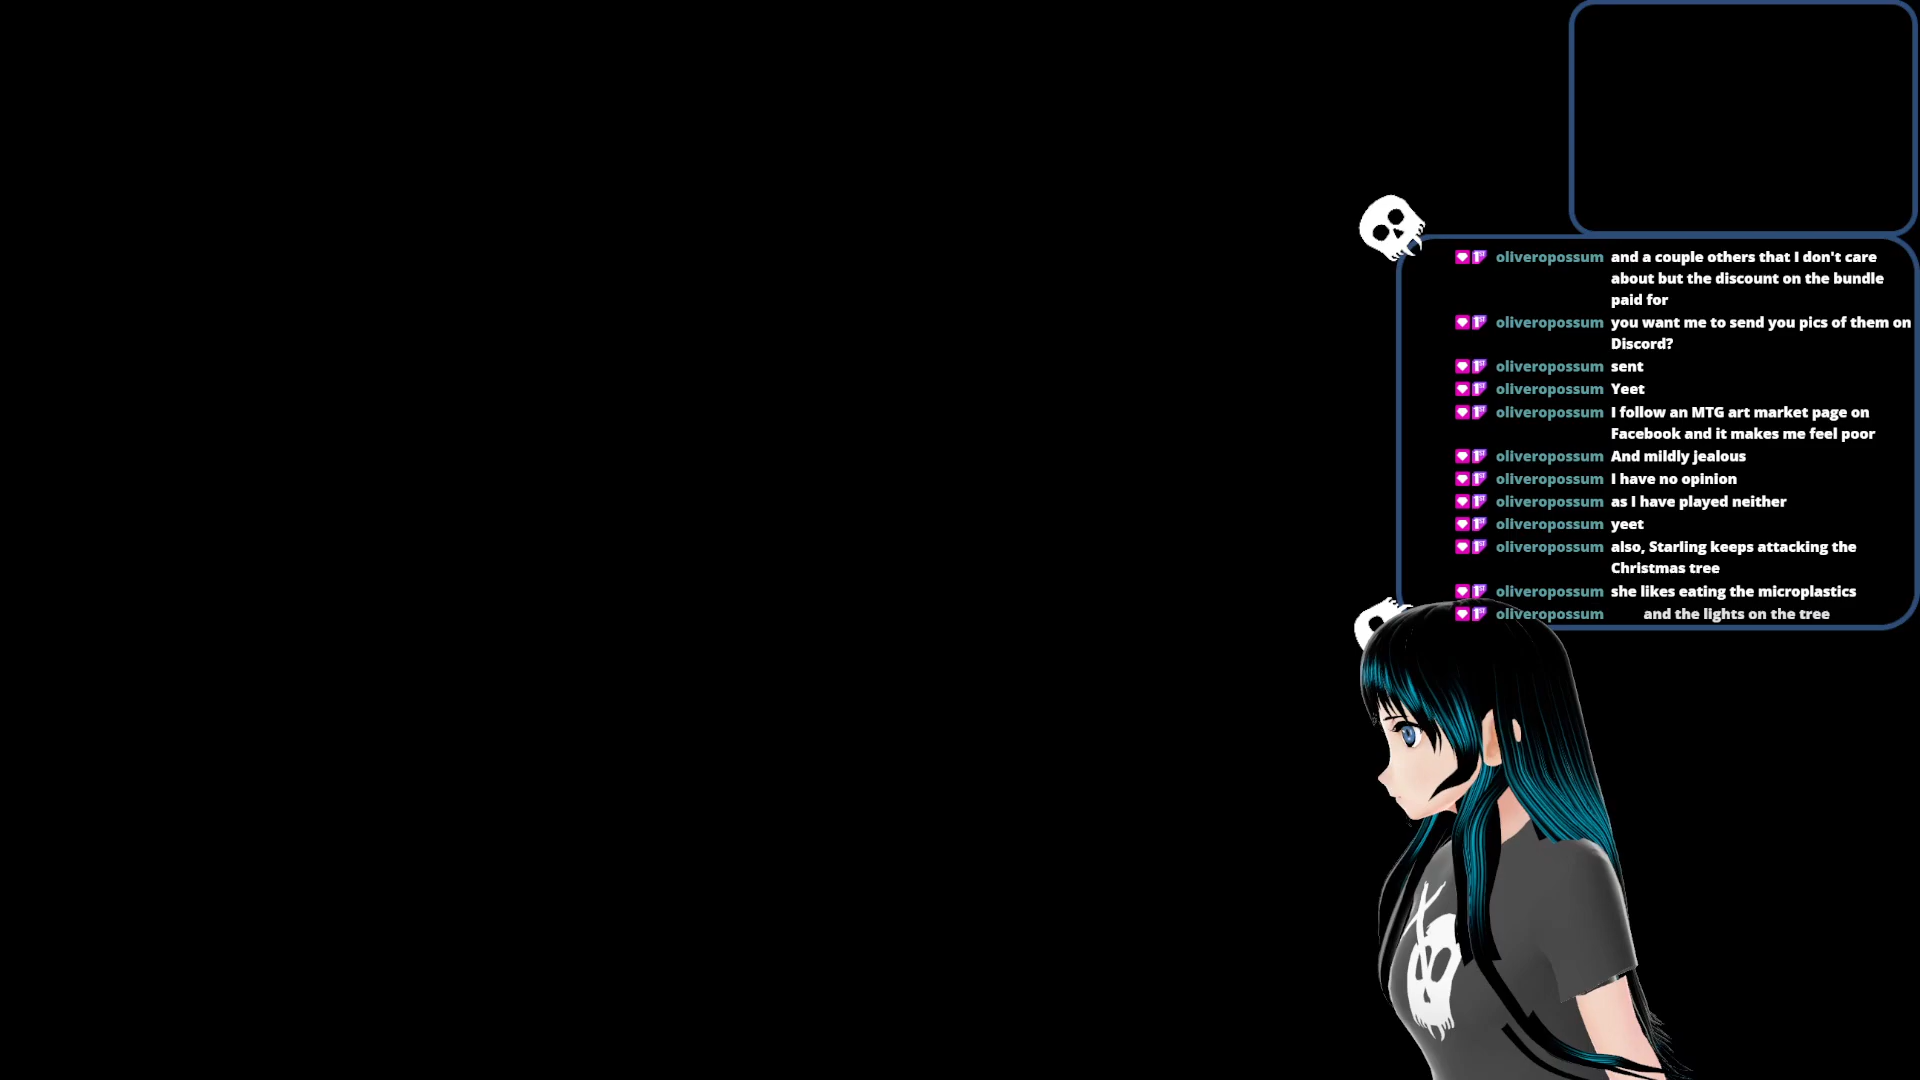 oliveropossum and a couple others that I don't care
about but the discount on the bundle
paid for
oliveropossum you want me to send you pics of them on
Discord?
oliveropossum sent
oliveropossum Yeet
oliveropossum I follow an MTG art market page on
Facebook and it makes me feel poor
oliveropossum And mildly jealous
oliveropossum I have no opinion
oliveropossum as I have played neither
oliveropossum yeet
oliveropossum also, Starling keeps attacking the
Christmas tree
oliveropossum she likes eating the microplastics
oliveropossum and the lights on the tree